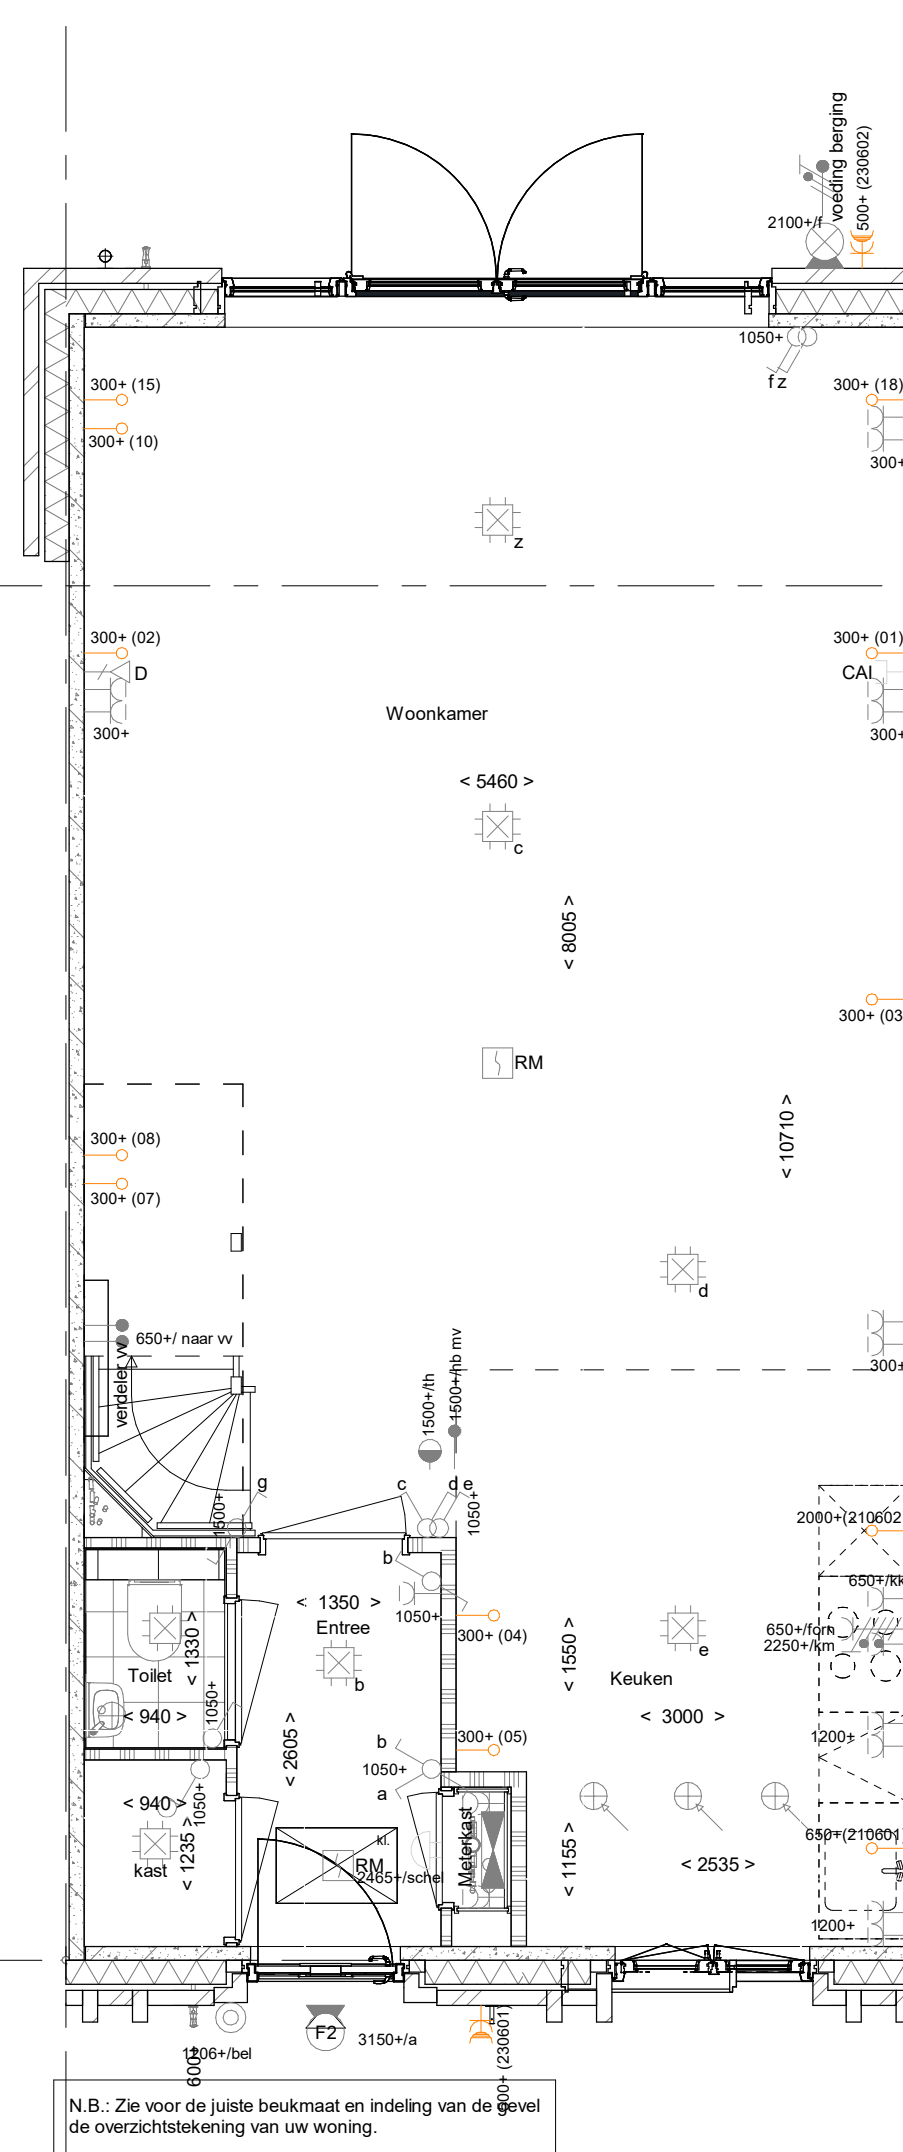 voeding berging
500+ (230602)
2100+/f
1050+
f z
300+ (15)
300+ (18)
300+ (10)
300+
z
300+ (02)
300+ (01)
D
CAI
300+
300+
Woonkamer
< 5460 >
c
< 8005 >
300+ (03
RM
< 10710 >
300+ (08)
300+ (07)
d
650+/ naar vv
verdeler vv
300+
1500+/th
1500+/nb mv
g
c
d e
1500+
1050+
2000+(210602
b
650+/kk
< 1350 >
1050+
Entree
300+ (04)
650+/forn
2250+/km
< 1330 >
< 1550 >
e
Toilet
b
Keuken
1050+
< 940 >
< 3000 >
< 2605 >
b
300+ (05)
1200+
1050+
a
1050+
< 940 >
< 1235 >
kast
kl.
RM
2465+/schel
Meterkast
< 1155 >
< 2535 >
650+(210601
1200+
F2
3150+/a
1206+/bel
600+
600+ (230601)
N.B.: Zie voor de juiste beukmaat en indeling van de gevel
de overzichtstekening van uw woning.